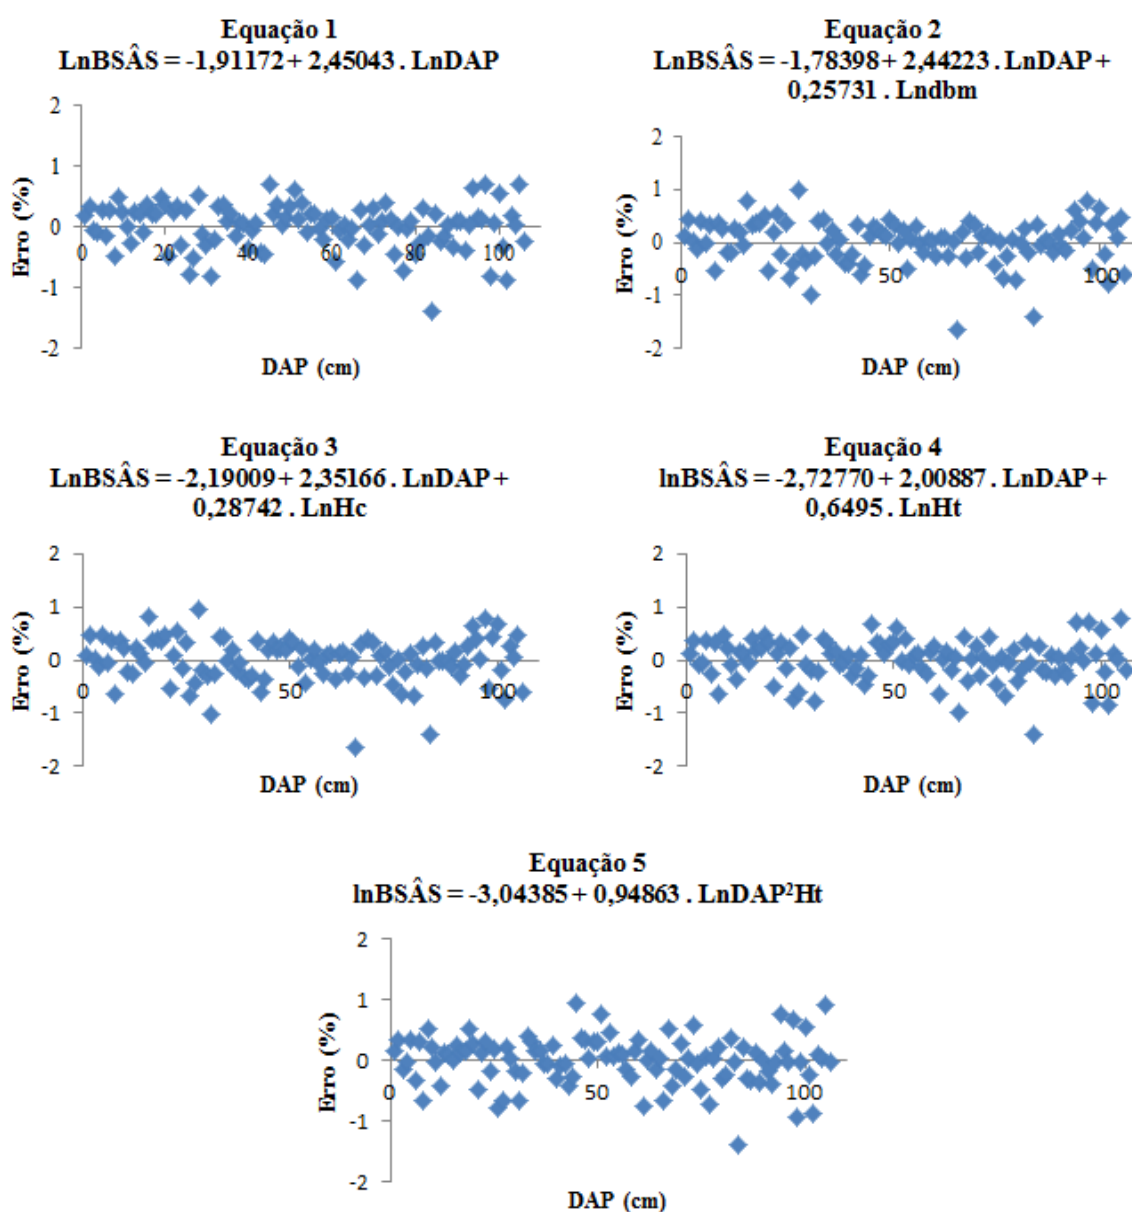 Equação 1
LnBSÂS = -1,91172 + 2,45043 . LnDAP
2
1
0
-1
-2
0
20
40
60
80
100
Erro (%)
DAP (cm)
Equação 2
LnBSÂS = -1,78398 + 2,44223 . LnDAP +
0,25731 . Lndbm
2
1
0
-1
-2
0
50
100
Erro (%)
DAP (cm)
Equação 3
LnBSÂS = -2,19009 + 2,35166 . LnDAP +
0,28742 . LnHc
2
1
0
-1
-2
0
50
100
Erro (%)
DAP (cm)
Equação 4
lnBSÂS = -2,72770 + 2,00887 . LnDAP +
0,6495 . LnHt
2
1
0
-1
-2
0
50
100
Erro (%)
DAP (cm)
Equação 5
lnBSÂS = -3,04385 + 0,94863 . LnDAP²Ht
2
1
0
-1
-2
0
50
100
Erro (%)
DAP (cm)